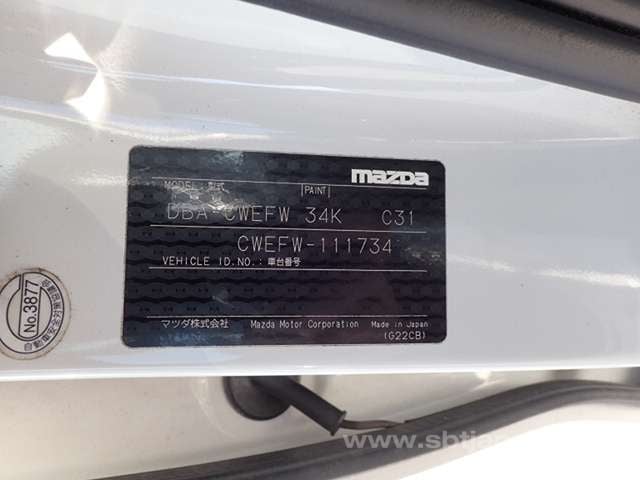 mazda
MODEL 型式 PAINT
DBA-CWEFW 34K C31
CWEFW-111734
VEHICLE ID.NO.:車台番号
マツダ株式会社 Mazda Motor Corporation Made in Japan
(G22CB)
No.3877
www.sbtja